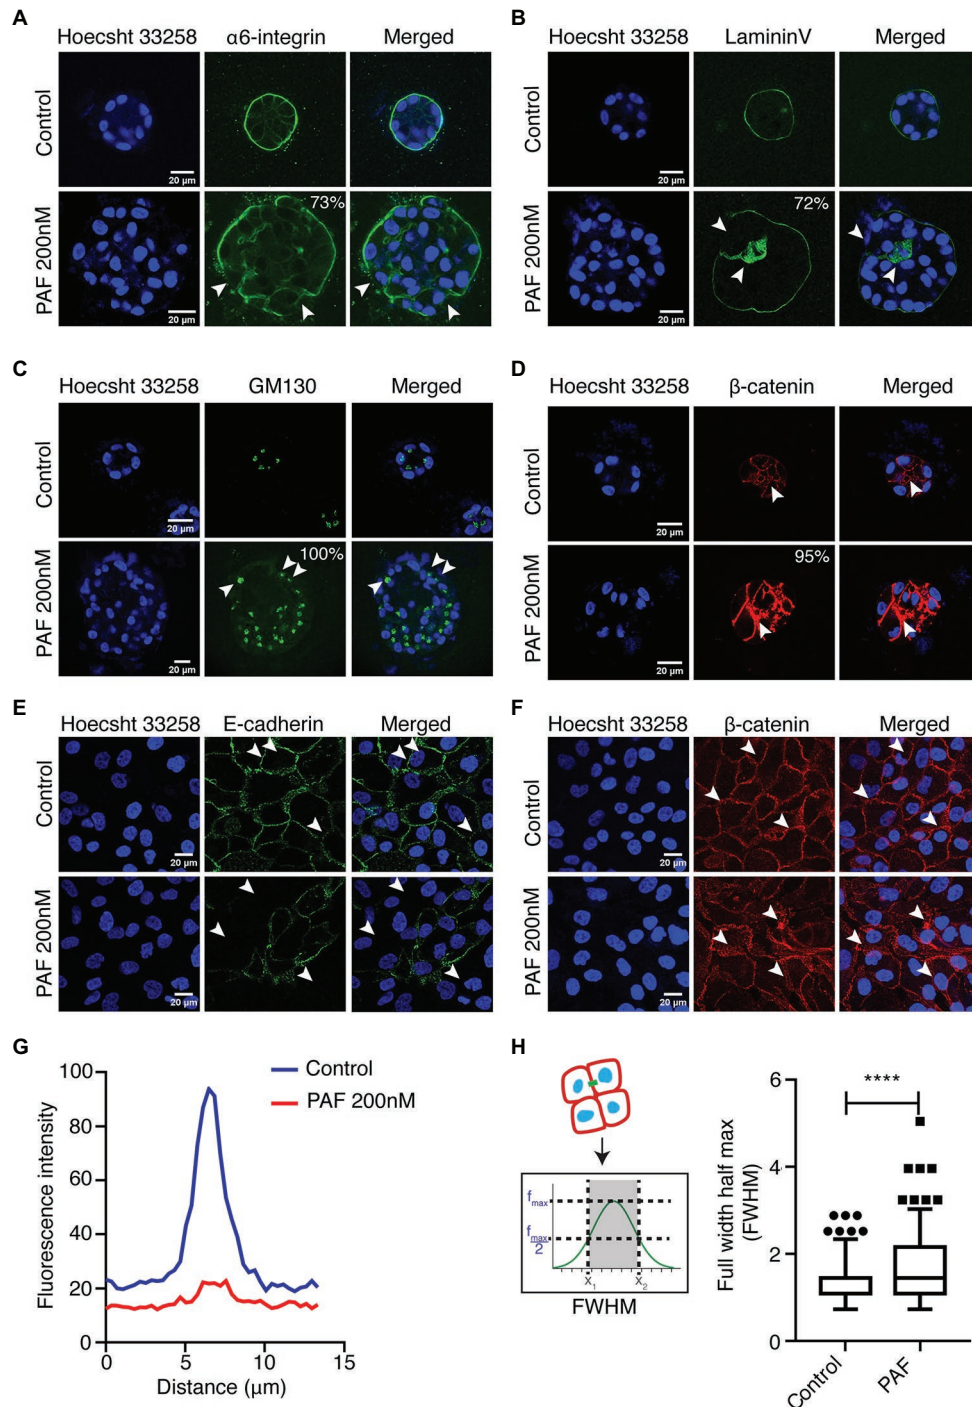 A
Hoecsht 33258 α6-integrin Merged
Control
20 μm
PAF 200nM
73%
20 μm
B
Hoecsht 33258 LamininV Merged
Control
20 μm
PAF 200nM
72%
20 μm
C
Hoecsht 33258 GM130 Merged
Control
20 μm
PAF 200nM
100%
20 μm
D
Hoecsht 33258 β-catenin Merged
Control
20 μm
PAF 200nM
95%
20 μm
E
Hoecsht 33258 E-cadherin Merged
Control
20 μm
PAF 200nM
20 μm
F
Hoecsht 33258 β-catenin Merged
Control
20 μm
PAF 200nM
20 μm
G
Control
PAF 200nM
Fluorescence intensity
100
80
60
40
20
0
0 5 10 15
Distance (μm)
H
fmax
fmax
2
X1 X2
FWHM
Full width half max
(FWHM)
6
4
2
0
****
Control PAF